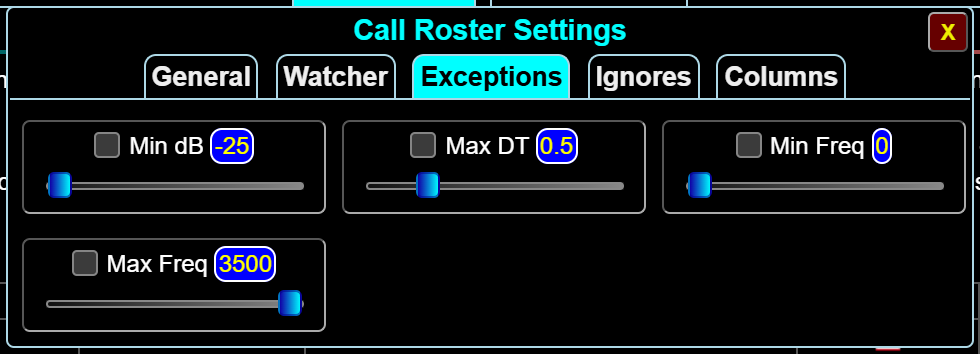 Call Roster Settings
X
General Watcher Exceptions Ignores Columns
Min dB -25
Max DT 0.5
Min Freq 0
Max Freq 3500